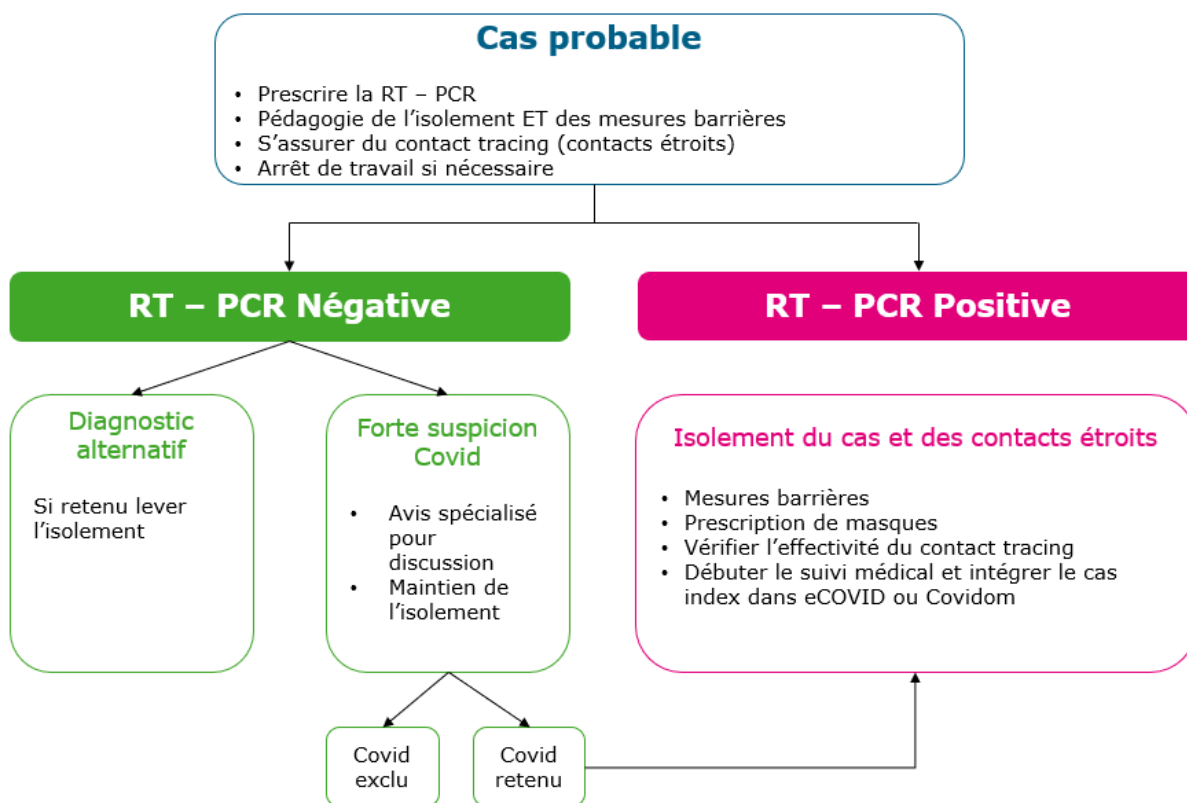 Cas probable
• Prescrire la RT – PCR
• Pédagogie de l'isolement ET des mesures barrières
• S'assurer du contact tracing (contacts étroits)
• Arrêt de travail si nécessaire
RT – PCR Négative
RT – PCR Positive
Diagnostic
alternatif
Si retenu lever
l'isolement
Forte suspicion
Covid
• Avis spécialisé
pour
discussion
• Maintien de
l'isolement
Isolement du cas et des contacts étroits
• Mesures barrières
• Prescription de masques
• Vérifier l'effectivité du contact tracing
• Débuter le suivi médical et intégrer le cas
index dans eCOVID ou Covidom
Covid
exclu
Covid
retenu